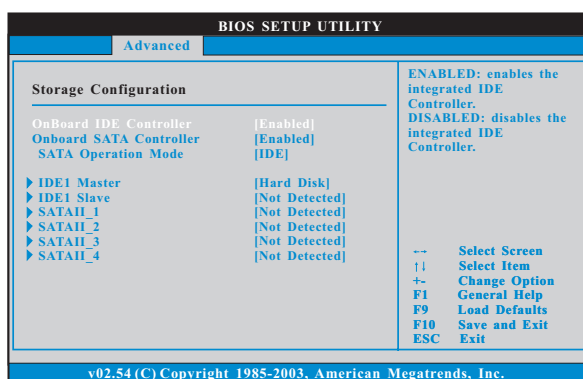 BIOS SETUP UTILITY
Advanced
Storage Configuration
OnBoard IDE Controller [Enabled]
Onboard SATA Controller [Enabled]
SATA Operation Mode [IDE]
IDE1 Master [Hard Disk]
IDE1 Slave [Not Detected]
SATAII_1 [Not Detected]
SATAII_2 [Not Detected]
SATAII_3 [Not Detected]
SATAII_4 [Not Detected]
ENABLED: enables the
integrated IDE
Controller.
DISABLED: disables the
integrated IDE
Controller.
←→ Select Screen
↑↓ Select Item
+- Change Option
F1 General Help
F9 Load Defaults
F10 Save and Exit
ESC Exit
v02.54 (C) Copyright 1985-2003, American Megatrends, Inc.